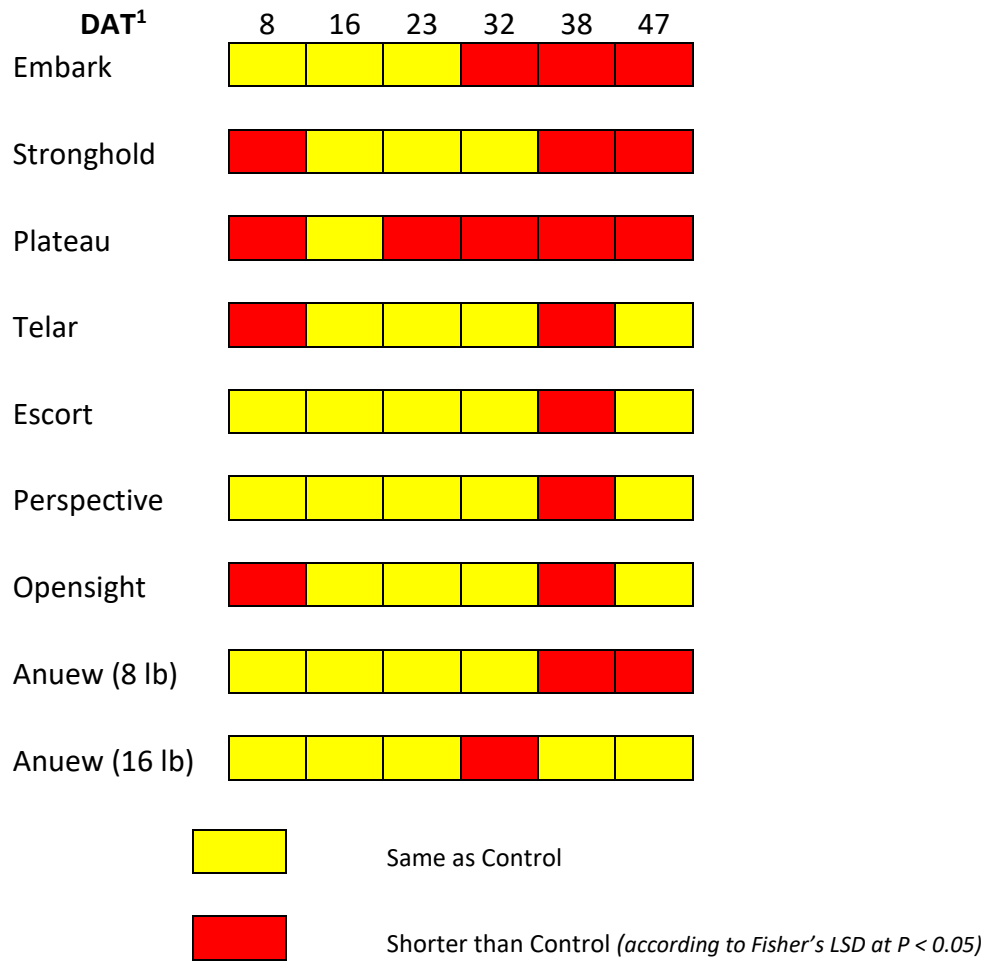 DAT¹ 8 16 23 32 38 47
Embark
Stronghold
Plateau
Telar
Escort
Perspective
Opensight
Anuew (8 lb)
Anuew (16 lb)
Same as Control
Shorter than Control (according to Fisher’s LSD at P < 0.05)